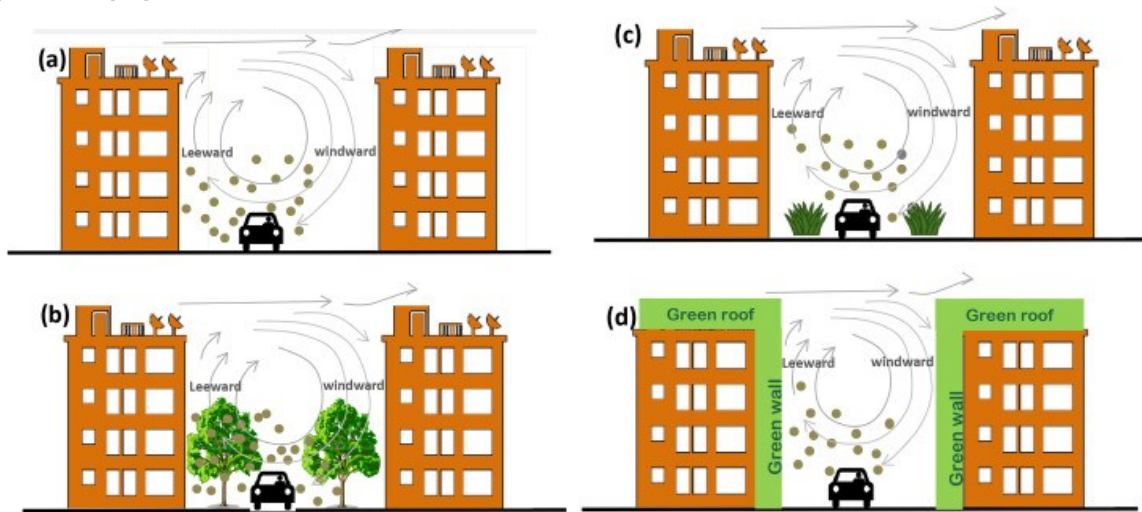 (a)
Leeward
windward
(c)
Leeward
windward
(b)
Leeward
windward
(d)
Green roof
Green roof
Leeward
windward
Green wall
Green wall